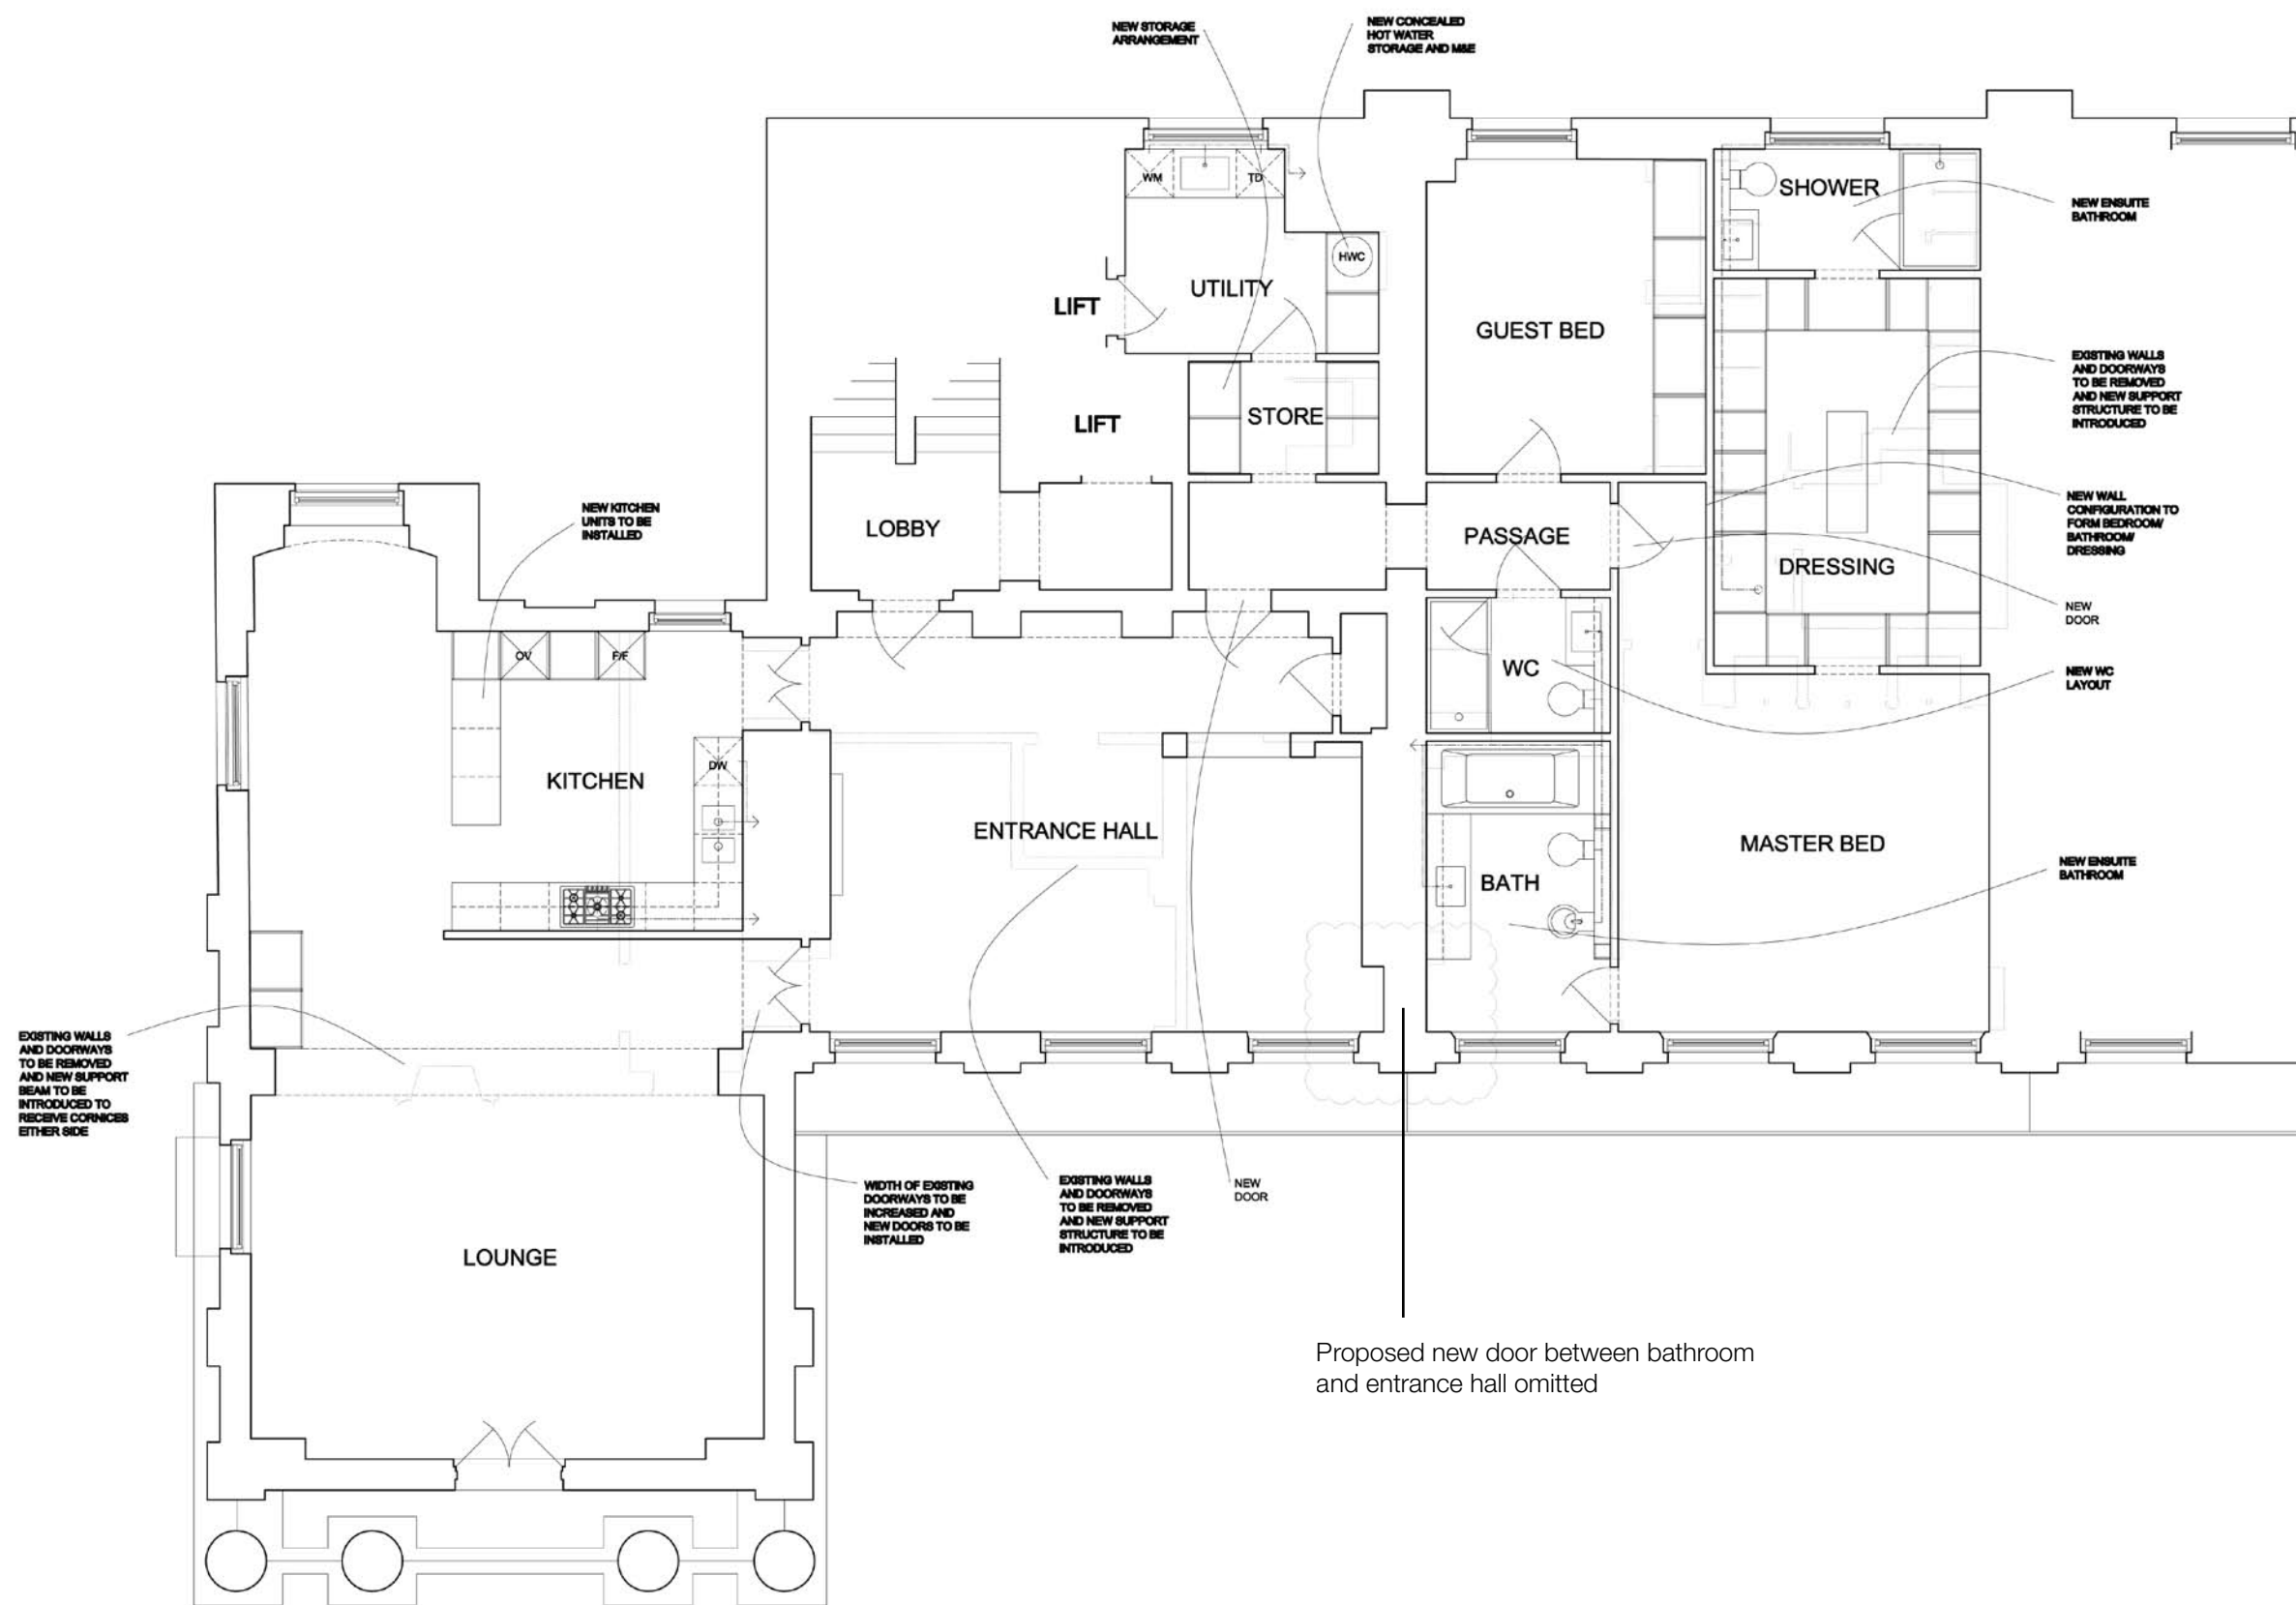 NEW STORAGE
ARRANGEMENT
NEW CONCEALED
HOT WATER
STORAGE AND M&E
WM
TD
SHOWER
NEW ENSUITE
BATHROOM
HWC
UTILITY
LIFT
GUEST BED
EXISTING WALLS
AND DOORWAYS
TO BE REMOVED
AND NEW SUPPORT
STRUCTURE TO BE
INTRODUCED
STORE
LIFT
NEW KITCHEN
UNITS TO BE
INSTALLED
LOBBY
PASSAGE
NEW WALL
CONFIGURATION TO
FORM BEDROOM/
BATHROOM/
DRESSING
DRESSING
NEW
DOOR
OV
F/F
WC
NEW WC
LAYOUT
DW
KITCHEN
ENTRANCE HALL
MASTER BED
BATH
NEW ENSUITE
BATHROOM
EXISTING WALLS
AND DOORWAYS
TO BE REMOVED
AND NEW SUPPORT
BEAM TO BE
INTRODUCED TO
RECEIVE CORNICES
EITHER SIDE
WIDTH OF EXISTING
DOORWAYS TO BE
INCREASED AND
NEW DOORS TO BE
INSTALLED
EXISTING WALLS
AND DOORWAYS
TO BE REMOVED
AND NEW SUPPORT
STRUCTURE TO BE
INTRODUCED
NEW
DOOR
LOUNGE
Proposed new door between bathroom
and entrance hall omitted